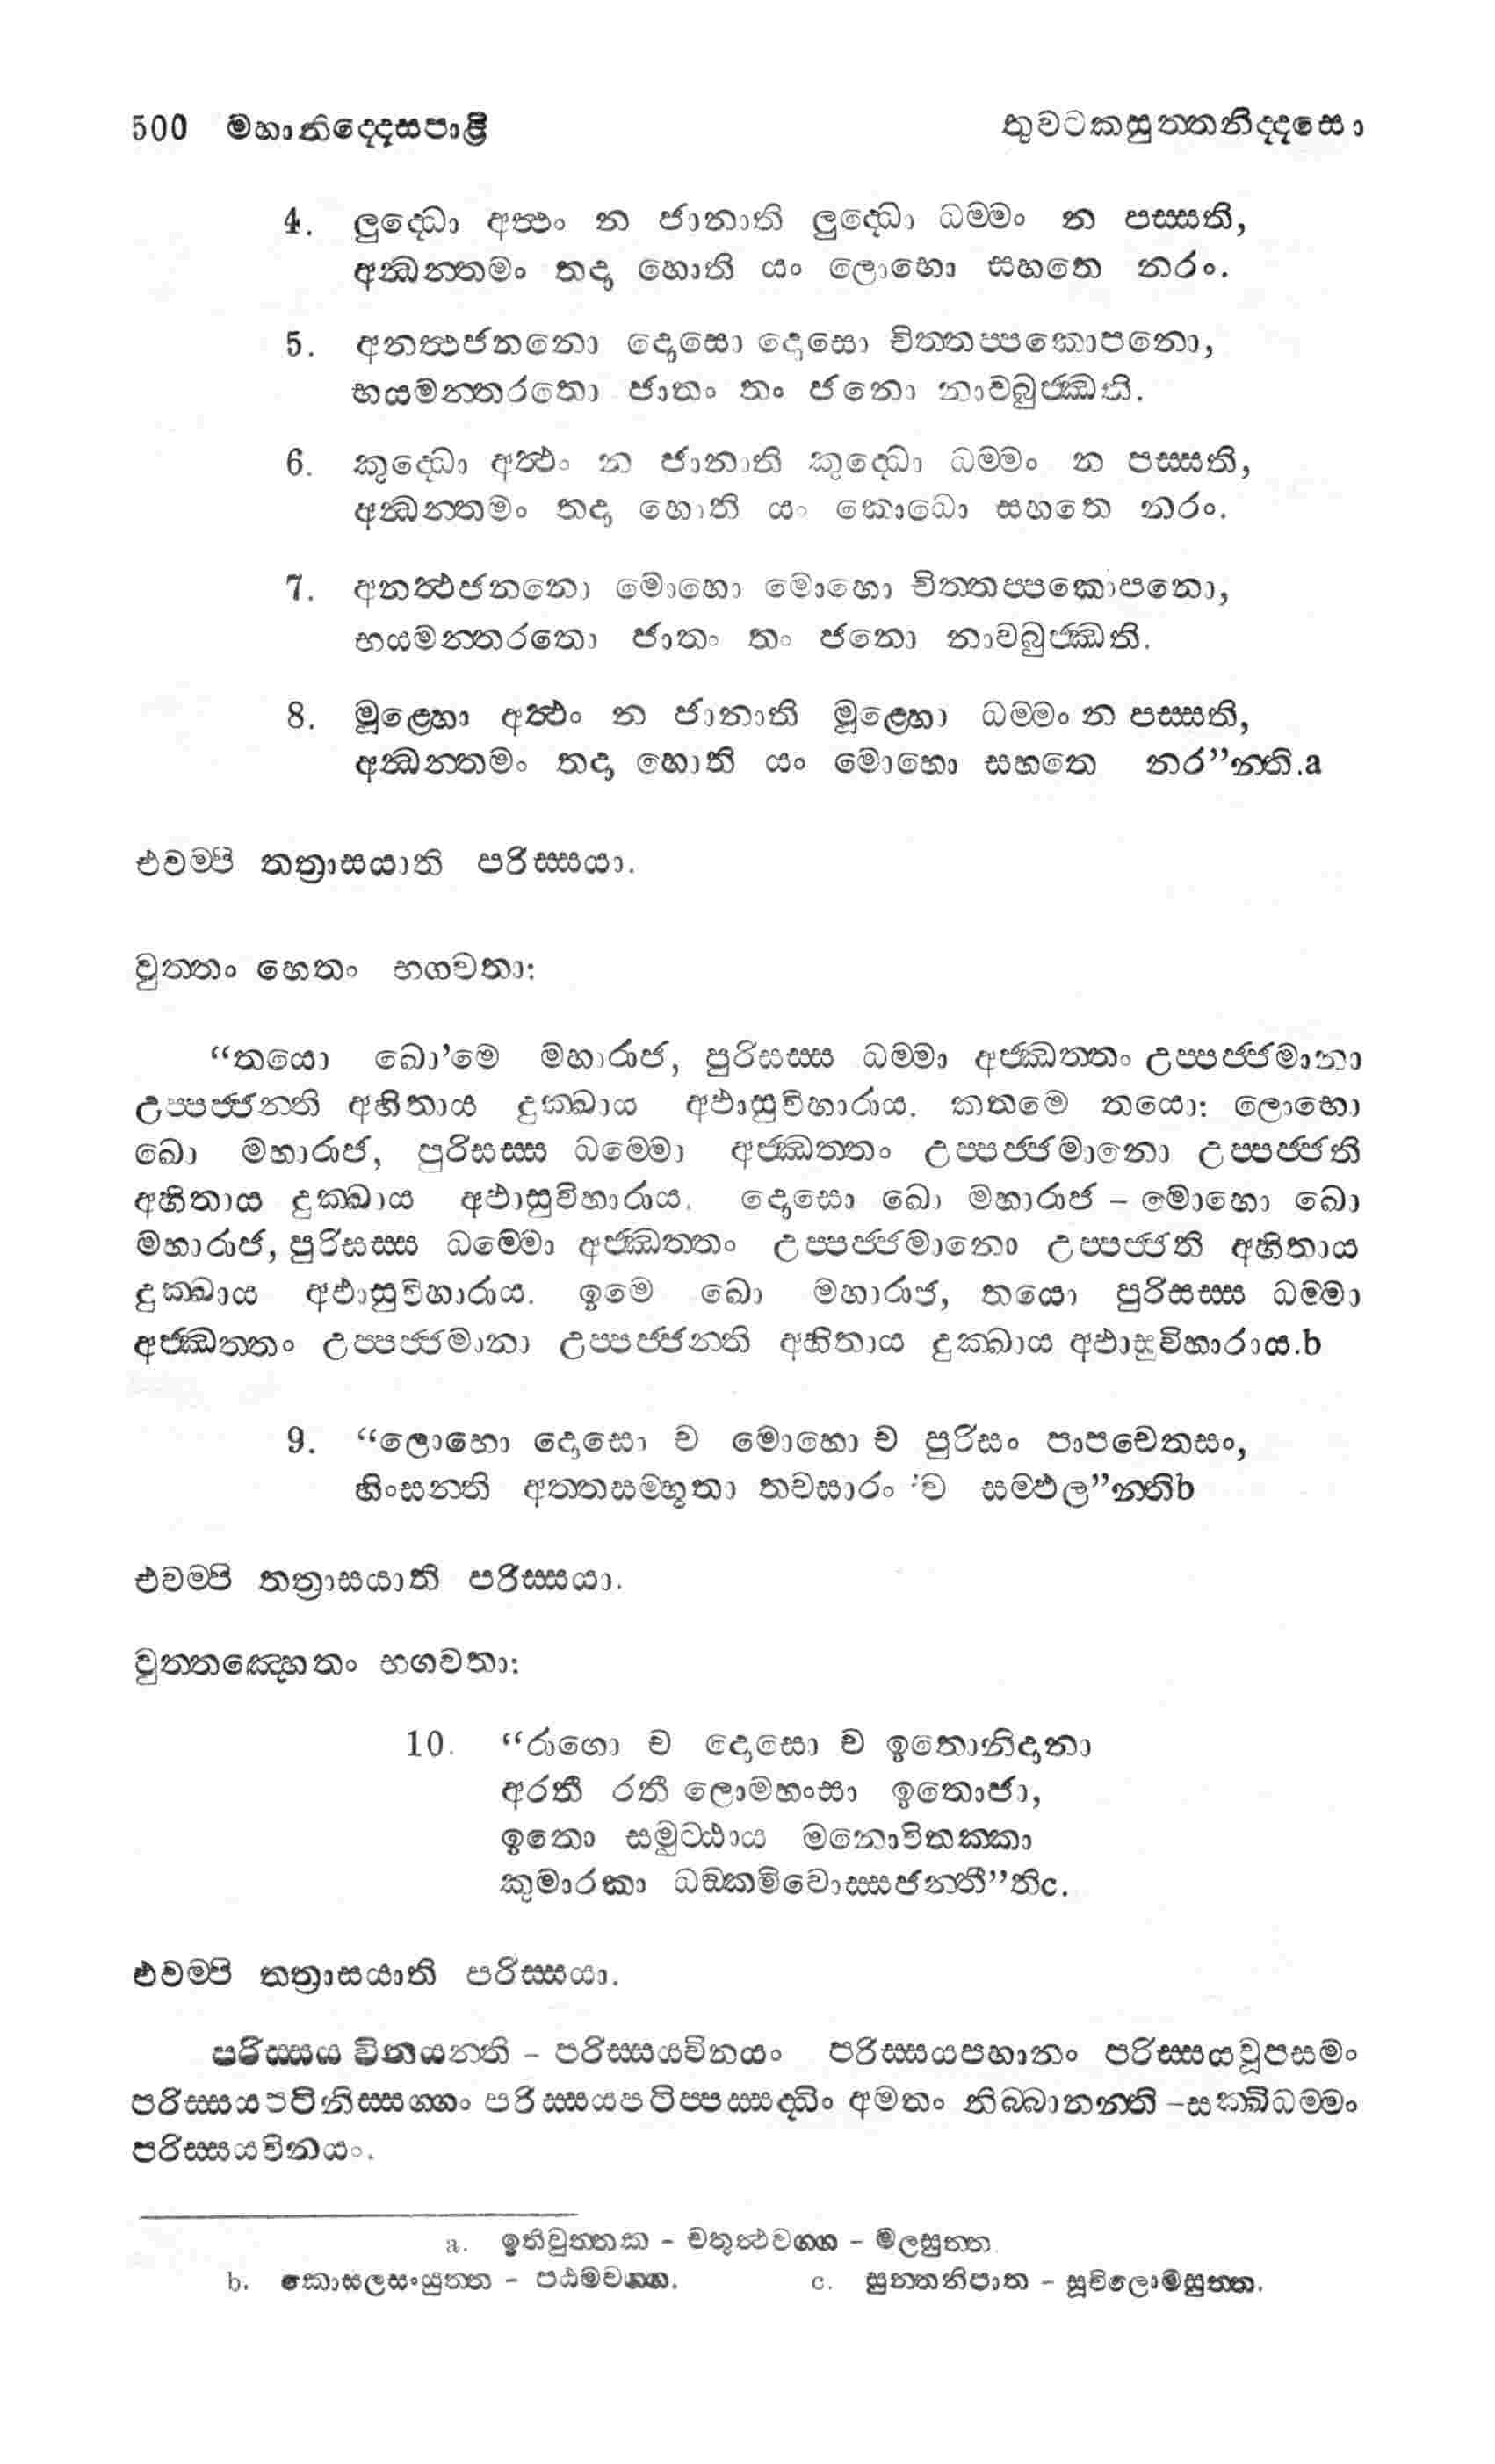 500 මහානිද්දෙසපාළි තුවටකසුත්තනිද්දෙසො
4. ලුද්ධො අත්ථං න ජානාති ලුද්ධො ධම්මං න පස්සති,
අන්ධන්තමං තදා හොති යං ලොභො සහතෙ නරං.
5. අනත්ථජනනො දොසො දොසො චිත්තප්පකොපනො,
භයමන්තරතො ජාතං තං ජනො නාවබුජ්ඣති.
6. කුද්ධො අත්ථං න ජානාති කුද්ධො ධම්මං න පස්සති,
අන්ධන්තමං තදා හොති යං කොධො සහතෙ නරං.
7. අනත්ථජනනො මොහො මොහො චිත්තප්පකොපනො,
භයමන්තරතො ජාතං තං ජනො නාවබුජ්ඣති.
8. මූළ්හො අත්ථං න ජානාති මූළ්හො ධම්මං න පස්සති,
අන්ධන්තමං තදා හොති යං මොහො සහතෙ නර”න්ති.a
එවම්පි තත්‍රාසයාති පරිස්සයා.
වුත්තං හෙතං භගවතා:
“තයො ඛො’මෙ මහාරාජ, පුරිසස්ස ධම්මා අජ්ඣත්තං උප්පජ්ජමානා
උප්පජ්ජන්ති අහිතාය දුක්ඛාය අඵාසුවිහාරාය. කතමෙ තයො: ලොභො
ඛො මහාරාජ, පුරිසස්ස ධම්මො අජ්ඣත්තං උප්පජ්ජමානො උප්පජ්ජති
අහිතාය දුක්ඛාය අඵාසුවිහාරාය. දොසො ඛො මහාරාජ – මොහො ඛො
මහාරාජ, පුරිසස්ස ධම්මො අජ්ඣත්තං උප්පජ්ජමානො උප්පජ්ජති අහිතාය
දුක්ඛාය අඵාසුවිහාරාය. ඉමෙ ඛො මහාරාජ, තයො පුරිසස්ස ධම්මා
අජ්ඣත්තං උප්පජ්ජමානා උප්පජ්ජන්ති අහිතාය දුක්ඛාය අඵාසුවිහාරාය.b
9. “ලොහො දොසො ච මොහො ච පුරිසං පාපචෙතසං,
හිංසන්ති අත්තසම්භූතා තචසාරං ’ව සම්ඵල”න්තිb
එවම්පි තත්‍රාසයාති පරිස්සයා.
වුත්තඤ්හෙතං භගවතා:
10. “රාගො ච දොසො ච ඉතොනිදානා
අරතී රතී ලොමහංසා ඉතොජා,
ඉතො සමුට්ඨාය මනොවිතක්කා
කුමාරකා ධඞ්කමිවොස්සජන්තී”තිc.
එවම්පි තත්‍රාසයාති පරිස්සයා.
පරිස්සය විනයන්ති – පරිස්සයවිනයං පරිස්සයපහානං පරිස්සයවූපසමං
පරිස්සයපටිනිස්සග්ගං පරිස්සයපටිප්පස්සද්ධිං අමතං නිබ්බානන්ති –සක්ඛිධම්මං
පරිස්සයවිනයං.
a. ඉතිවුත්තක – චතුත්ථවග්ග – මලසුත්ත
b. කොසලසංයුත්ත – පඨමවග්ග. c. සුත්තනිපාත – සූචිලොමසුත්ත.